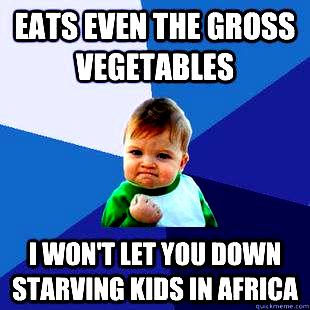 EATS EVEN THE GROSS
VEGETABLES
I WON'T LET YOU DOWN
STARVING KIDS IN AFRICA
quickmeme.com